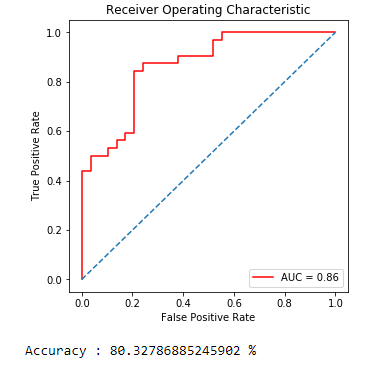 Receiver Operating Characteristic
1.0
0.8
0.6
0.4
0.2
0.0
True Positive Rate
AUC = 0.86
0.0 0.2 0.4 0.6 0.8 1.0
False Positive Rate
Accuracy : 80.32786885245902 %